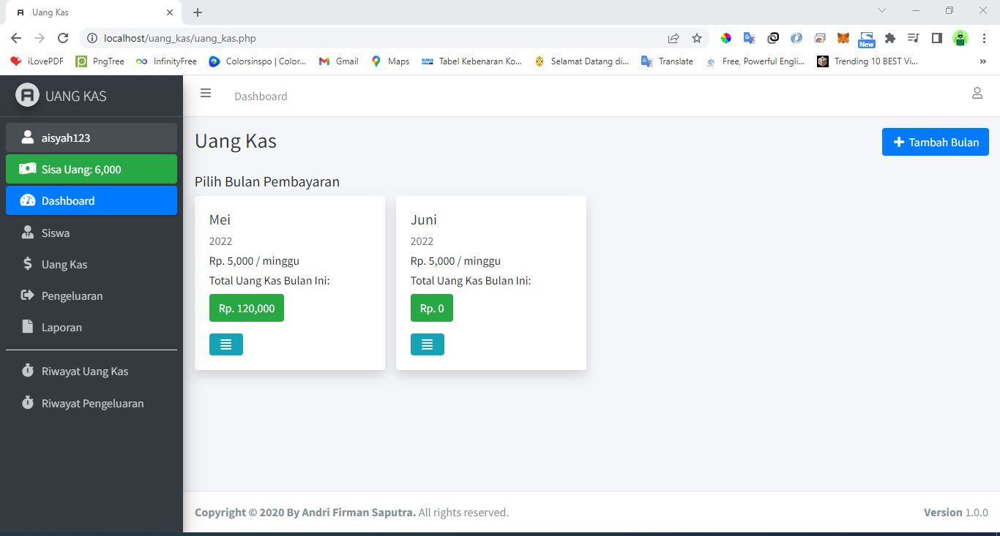 Uang Kas
localhost/uang_kas/uang_kas.php
New
iLovePDF PngTree InfinityFree Colorsinspo | Color... Gmail Maps Tabel Kebenaran Ko... Selamat Datang di... Translate Free, Powerful Engli... Trending 10 BEST Vi... »
UANG KAS
Dashboard
aisyah123
Sisa Uang: 6,000
Dashboard
Siswa
Uang Kas
Pengeluaran
Laporan
Riwayat Uang Kas
Riwayat Pengeluaran
Uang Kas
+ Tambah Bulan
Pilih Bulan Pembayaran
Mei
2022
Rp. 5,000 / minggu
Total Uang Kas Bulan Ini:
Rp. 120,000
Juni
2022
Rp. 5,000 / minggu
Total Uang Kas Bulan Ini:
Rp. 0
Copyright © 2020 By Andri Firman Saputra. All rights reserved.
Version 1.0.0